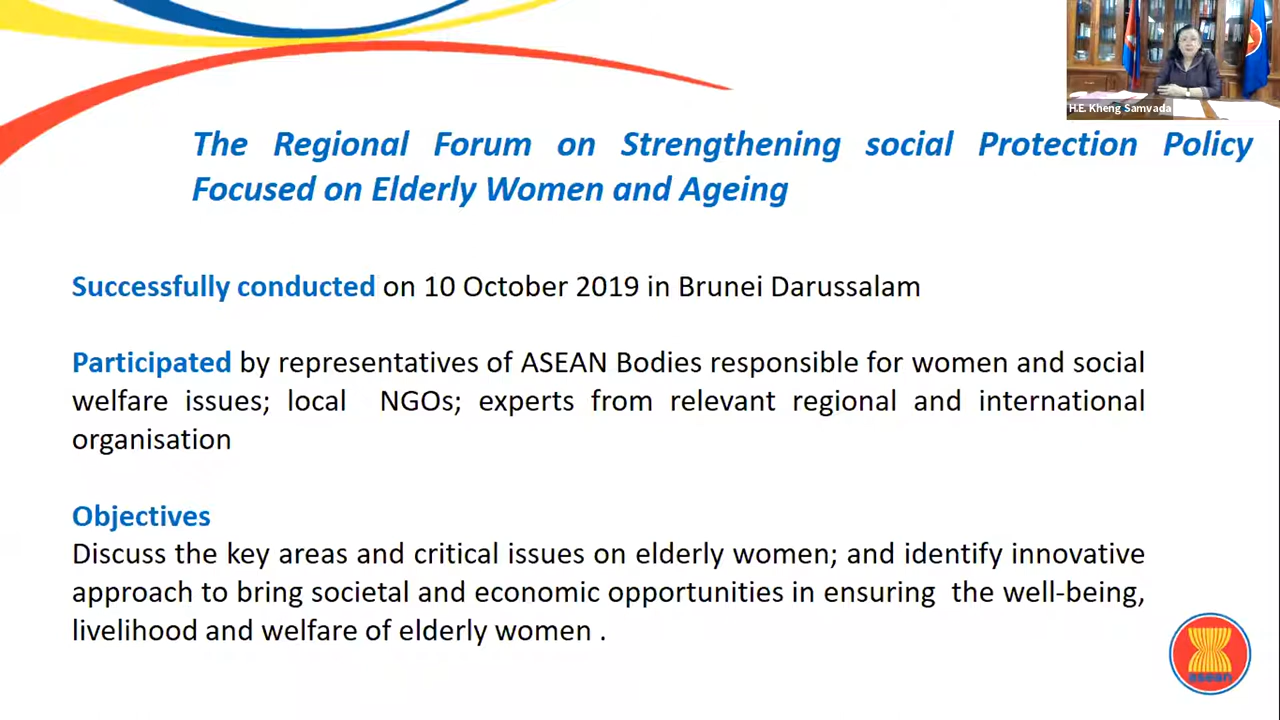 H.E. Kheng Samvada
The Regional Forum on Strengthening social Protection Policy
Focused on Elderly Women and Ageing
Successfully conducted on 10 October 2019 in Brunei Darussalam
Participated by representatives of ASEAN Bodies responsible for women and social
welfare issues; local NGOs; experts from relevant regional and international
organisation
Objectives
Discuss the key areas and critical issues on elderly women; and identify innovative
approach to bring societal and economic opportunities in ensuring the well-being,
livelihood and welfare of elderly women .
asean